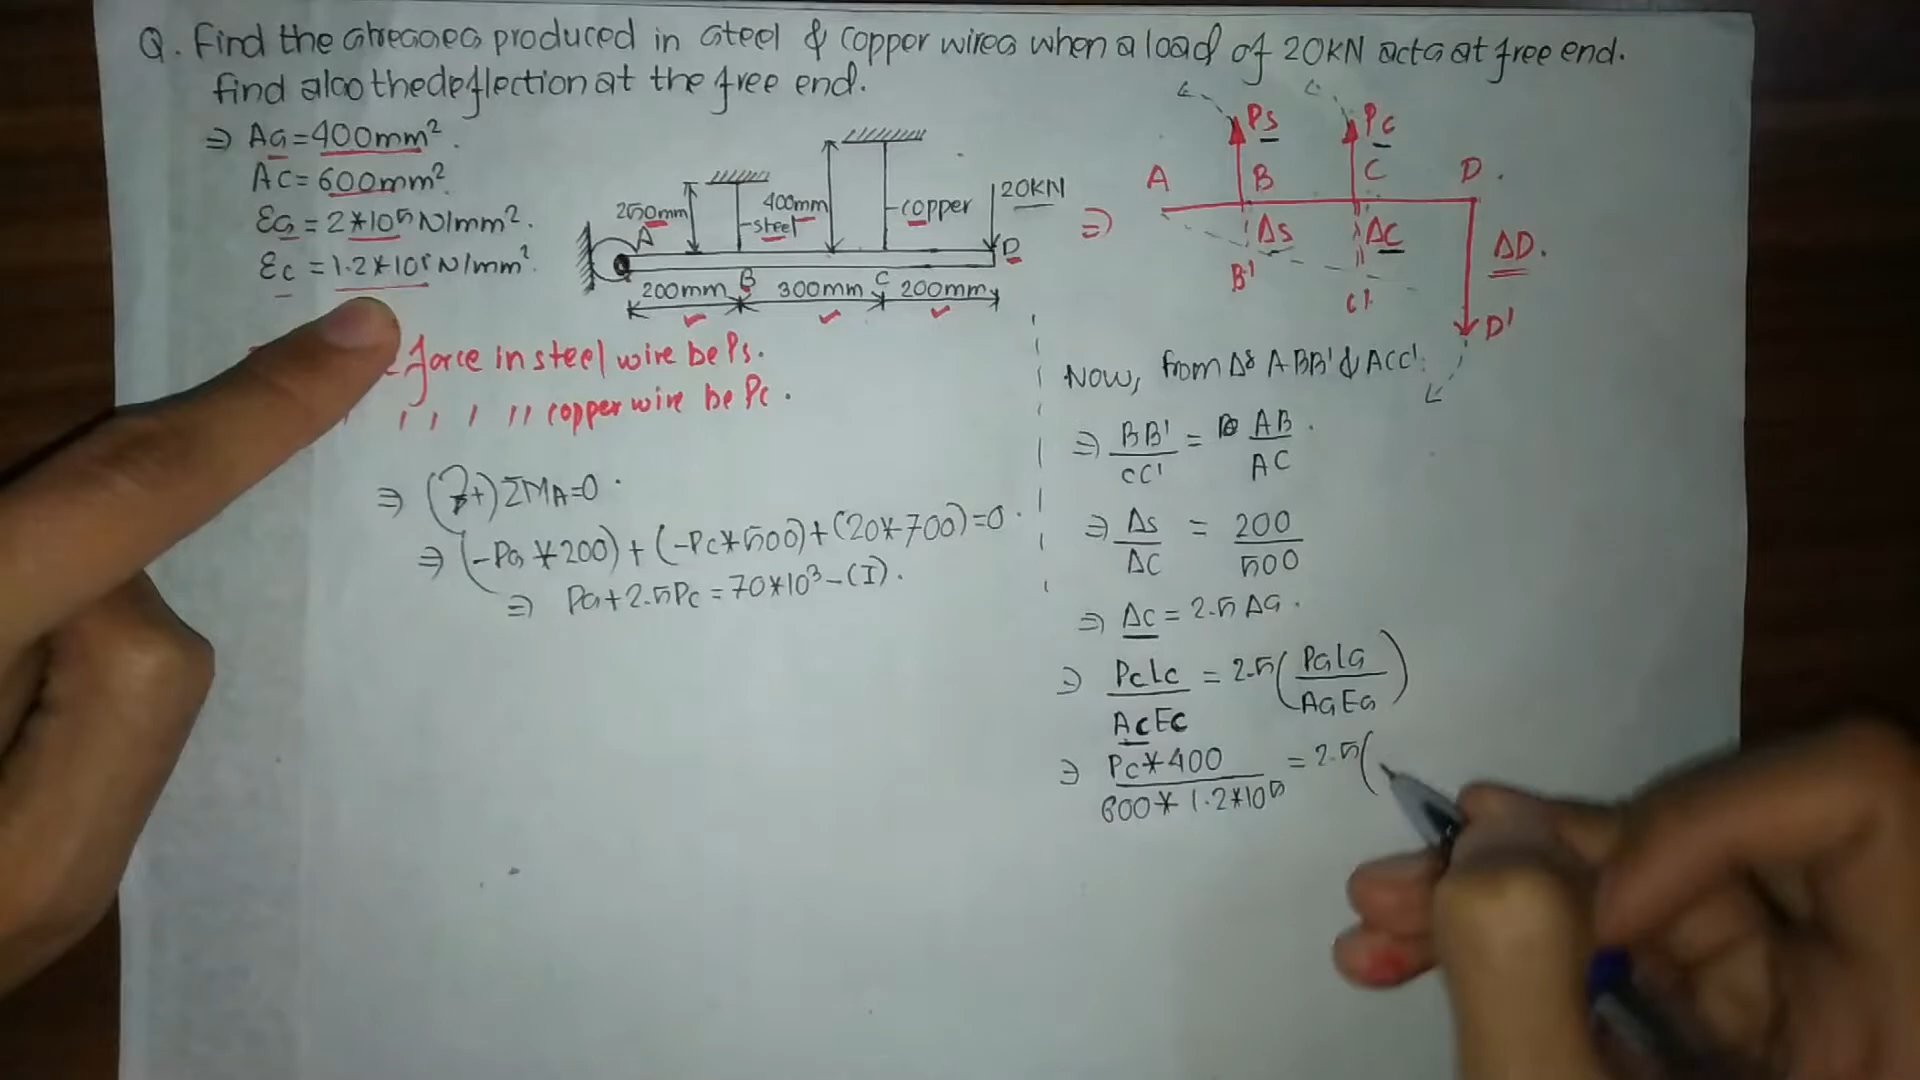 Q. Find the stresses produced in steel & copper wires when a load of 20KN acts at free end.
find also the deflection at the free end.
⇒ As=400mm².
Ac=600mm².
Es = 2*10⁵N/mm².
Ec = 1.2*10⁵N/mm².
250mm
400mm
steel
copper
20KN
A
B
C
D
200mm
300mm
200mm
⇒
Ps
Pc
A
B
C
D.
Δs
ΔC
ΔD.
B'
C'
D'
force in steel wire be Ps.
" " " " copper wire be Pc.
⇒ (+) ΣMA=0.
⇒ (-Ps*200)+(-Pc*500)+(20*700)=0.
⇒ Ps+2.5Pc=70*10³-(I).
Now, from Δs ABB' & ACC'.
⇒ BB'/CC' = AB/AC.
⇒ Δs/ΔC = 200/500
⇒ ΔC = 2.5Δs.
⇒ PcLc/AcEc = 2.5(PsLs/AsEs)
⇒ Pc*400/600*1.2*10⁵ = 2.5(